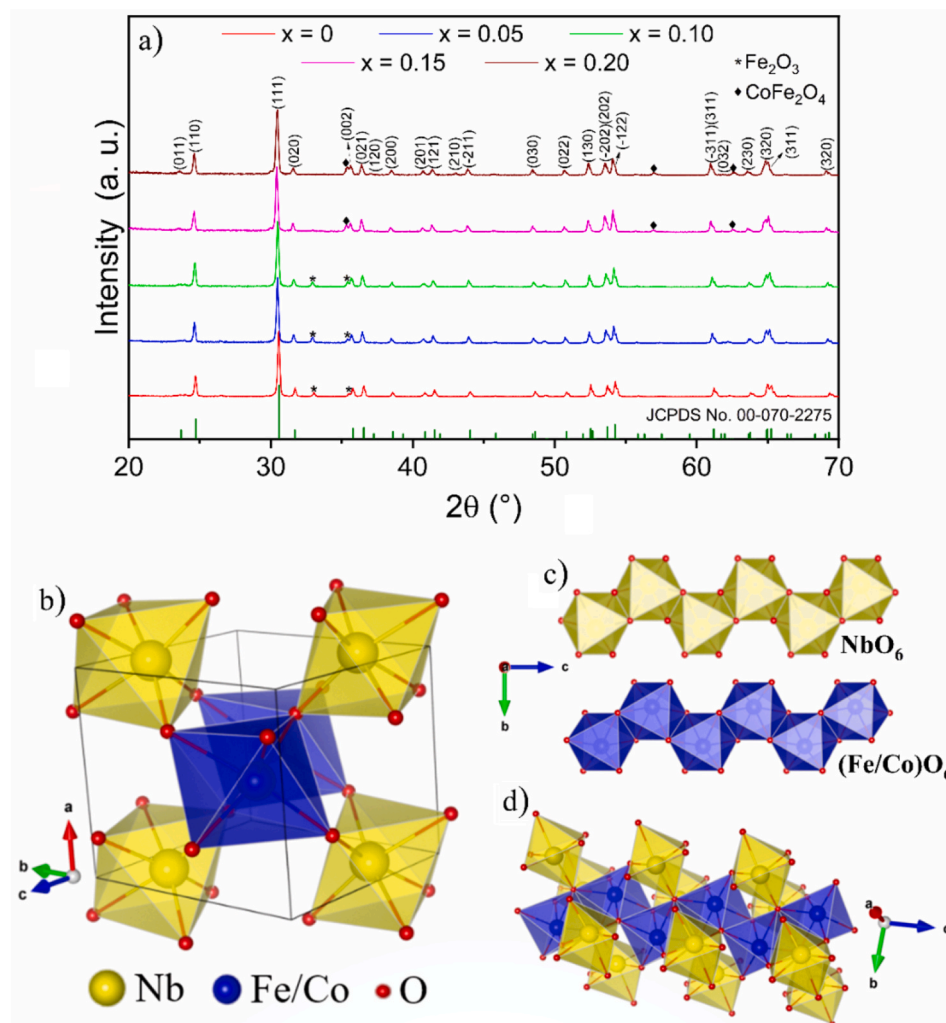 a)
x = 0
x = 0.05
x = 0.10
x = 0.15
x = 0.20
* Fe₂O₃
♦ CoFe₂O₄
Intensity (a. u.)
(011)
(110)
(111)
(020)
(002)
(021)
(120)
(200)
(201)
(121)
(210)
(-211)
(030)
(022)
(130)
(-202)(202)
(-122)
(-311)(311)
(032)
(230)
(320)
(311)
(320)
JCPDS No. 00-070-2275
20 30 40 50 60 70
2θ (°)
b)
a
b
c
Nb Fe/Co O
c)
NbO₆
a c
b
(Fe/Co)O₆
d)
a
c
b